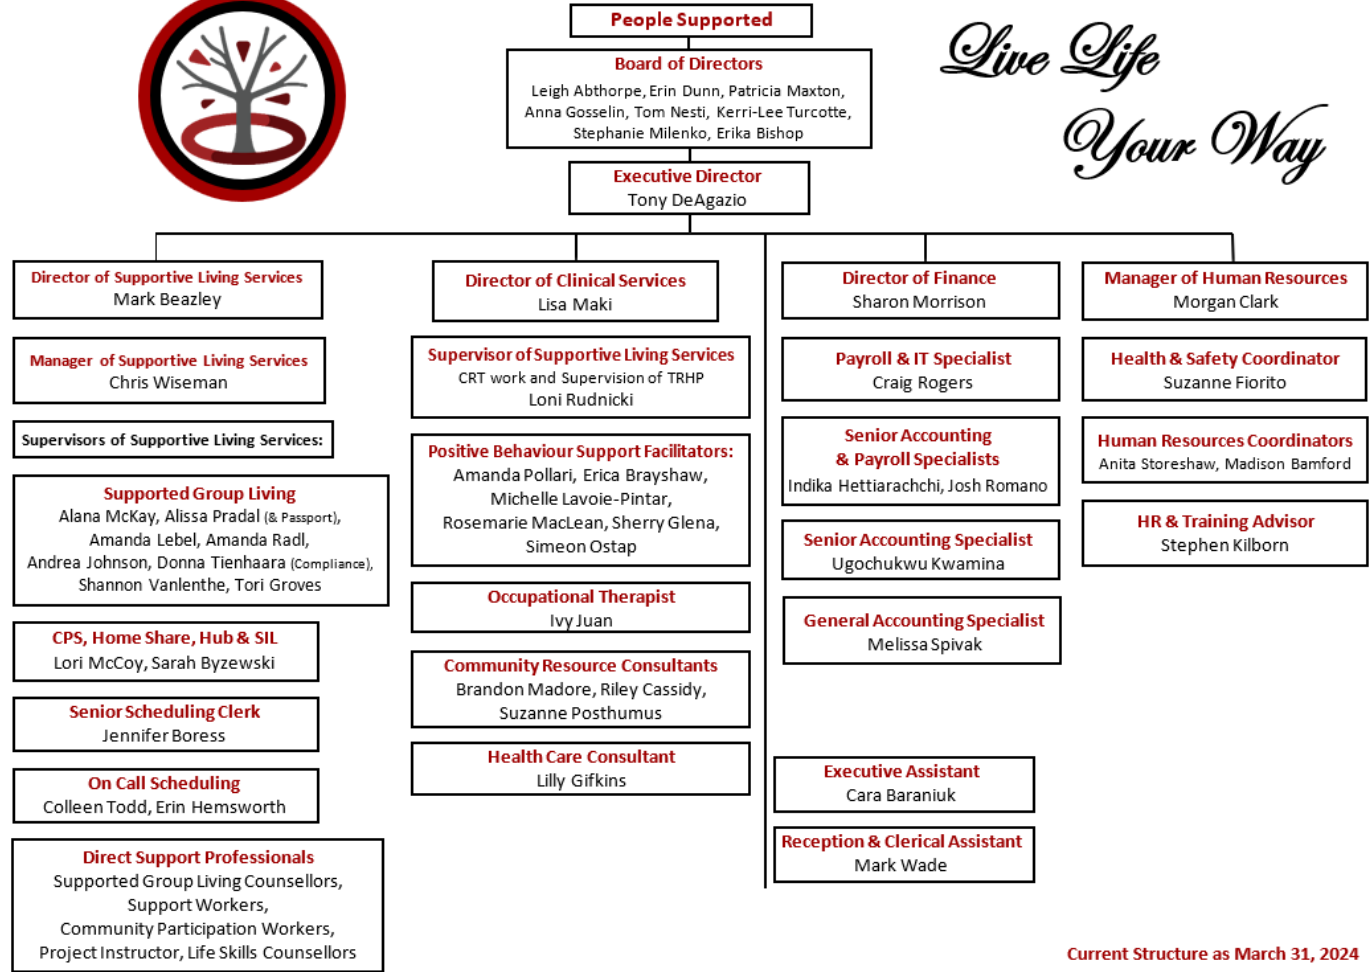 People Supported
Live Life
Your Way
Board of Directors
Leigh Abthorpe, Erin Dunn, Patricia Maxton,
Anna Gosselin, Tom Nesti, Kerri-Lee Turcotte,
Stephanie Milenko, Erika Bishop
Executive Director
Tony DeAgazio
Director of Supportive Living Services
Mark Beazley
Manager of Supportive Living Services
Chris Wiseman
Supervisors of Supportive Living Services:
Supported Group Living
Alana McKay, Alissa Pradal (& Passport),
Amanda Lebel, Amanda Radl,
Andrea Johnson, Donna Tienhaara (Compliance),
Shannon Vanlenthe, Tori Groves
CPS, Home Share, Hub & SIL
Lori McCoy, Sarah Byzewski
Senior Scheduling Clerk
Jennifer Boress
On Call Scheduling
Colleen Todd, Erin Hemsworth
Direct Support Professionals
Supported Group Living Counsellors,
Support Workers,
Community Participation Workers,
Project Instructor, Life Skills Counsellors
Director of Clinical Services
Lisa Maki
Supervisor of Supportive Living Services
CRT work and Supervision of TRHP
Loni Rudnicki
Positive Behaviour Support Facilitators:
Amanda Pollari, Erica Brayshaw,
Michelle Lavoie-Pintar,
Rosemarie MacLean, Sherry Glena,
Simeon Ostap
Occupational Therapist
Ivy Juan
Community Resource Consultants
Brandon Madore, Riley Cassidy,
Suzanne Posthumus
Health Care Consultant
Lilly Gifkins
Director of Finance
Sharon Morrison
Payroll & IT Specialist
Craig Rogers
Senior Accounting
& Payroll Specialists
Indika Hettiarachchi, Josh Romano
Senior Accounting Specialist
Ugochukwu Kwamina
General Accounting Specialist
Melissa Spivak
Executive Assistant
Cara Baraniuk
Reception & Clerical Assistant
Mark Wade
Manager of Human Resources
Morgan Clark
Health & Safety Coordinator
Suzanne Fiorito
Human Resources Coordinators
Anita Storeshaw, Madison Bamford
HR & Training Advisor
Stephen Kilborn
Current Structure as March 31, 2024